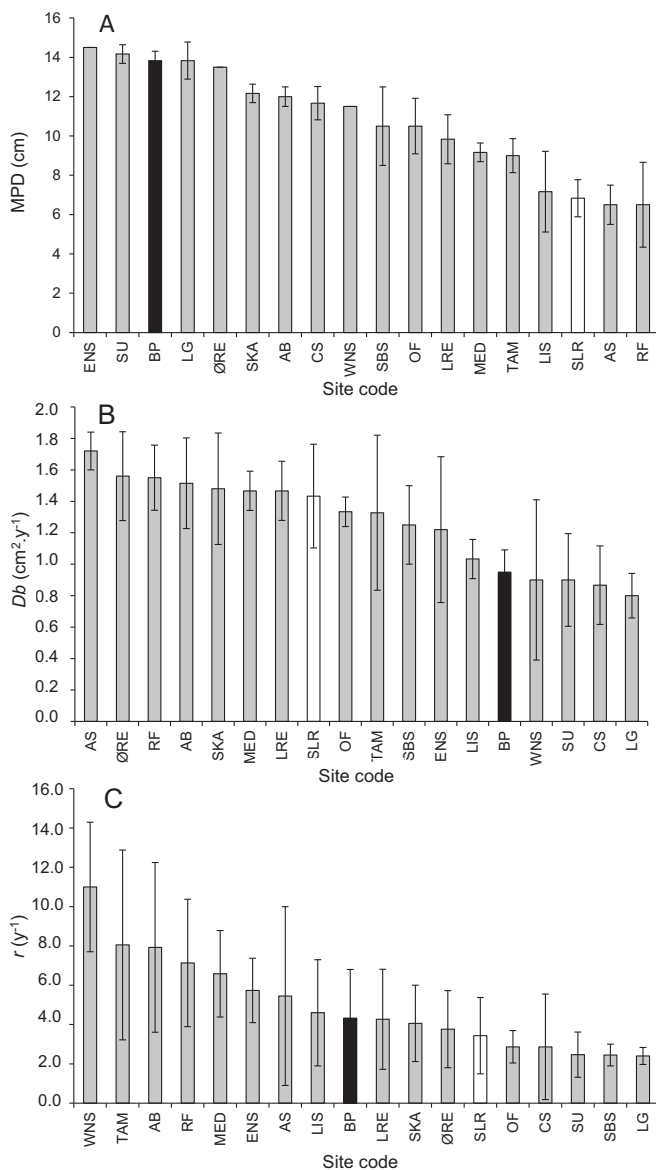 A
16
14
12
10
8
6
4
2
0
MPD (cm)
ENS SU BP LG ØRE SKA AB CS WNS SBS OF LRE MED TAM LIS SLR AS RF
Site code
B
2.0
1.8
1.6
1.4
1.2
1.0
0.8
0.6
0.4
0.2
0.0
Db (cm².y⁻¹)
AS ØRE RF AB SKA MED LRE SLR OF TAM SBS ENS LIS BP WNS SU CS LG
Site code
C
16.0
14.0
12.0
10.0
8.0
6.0
4.0
2.0
0.0
r (y⁻¹)
WNS TAM AB RF MED ENS AS LIS BP LRE SKA ØRE SLR OF CS SU SBS LG
Site code